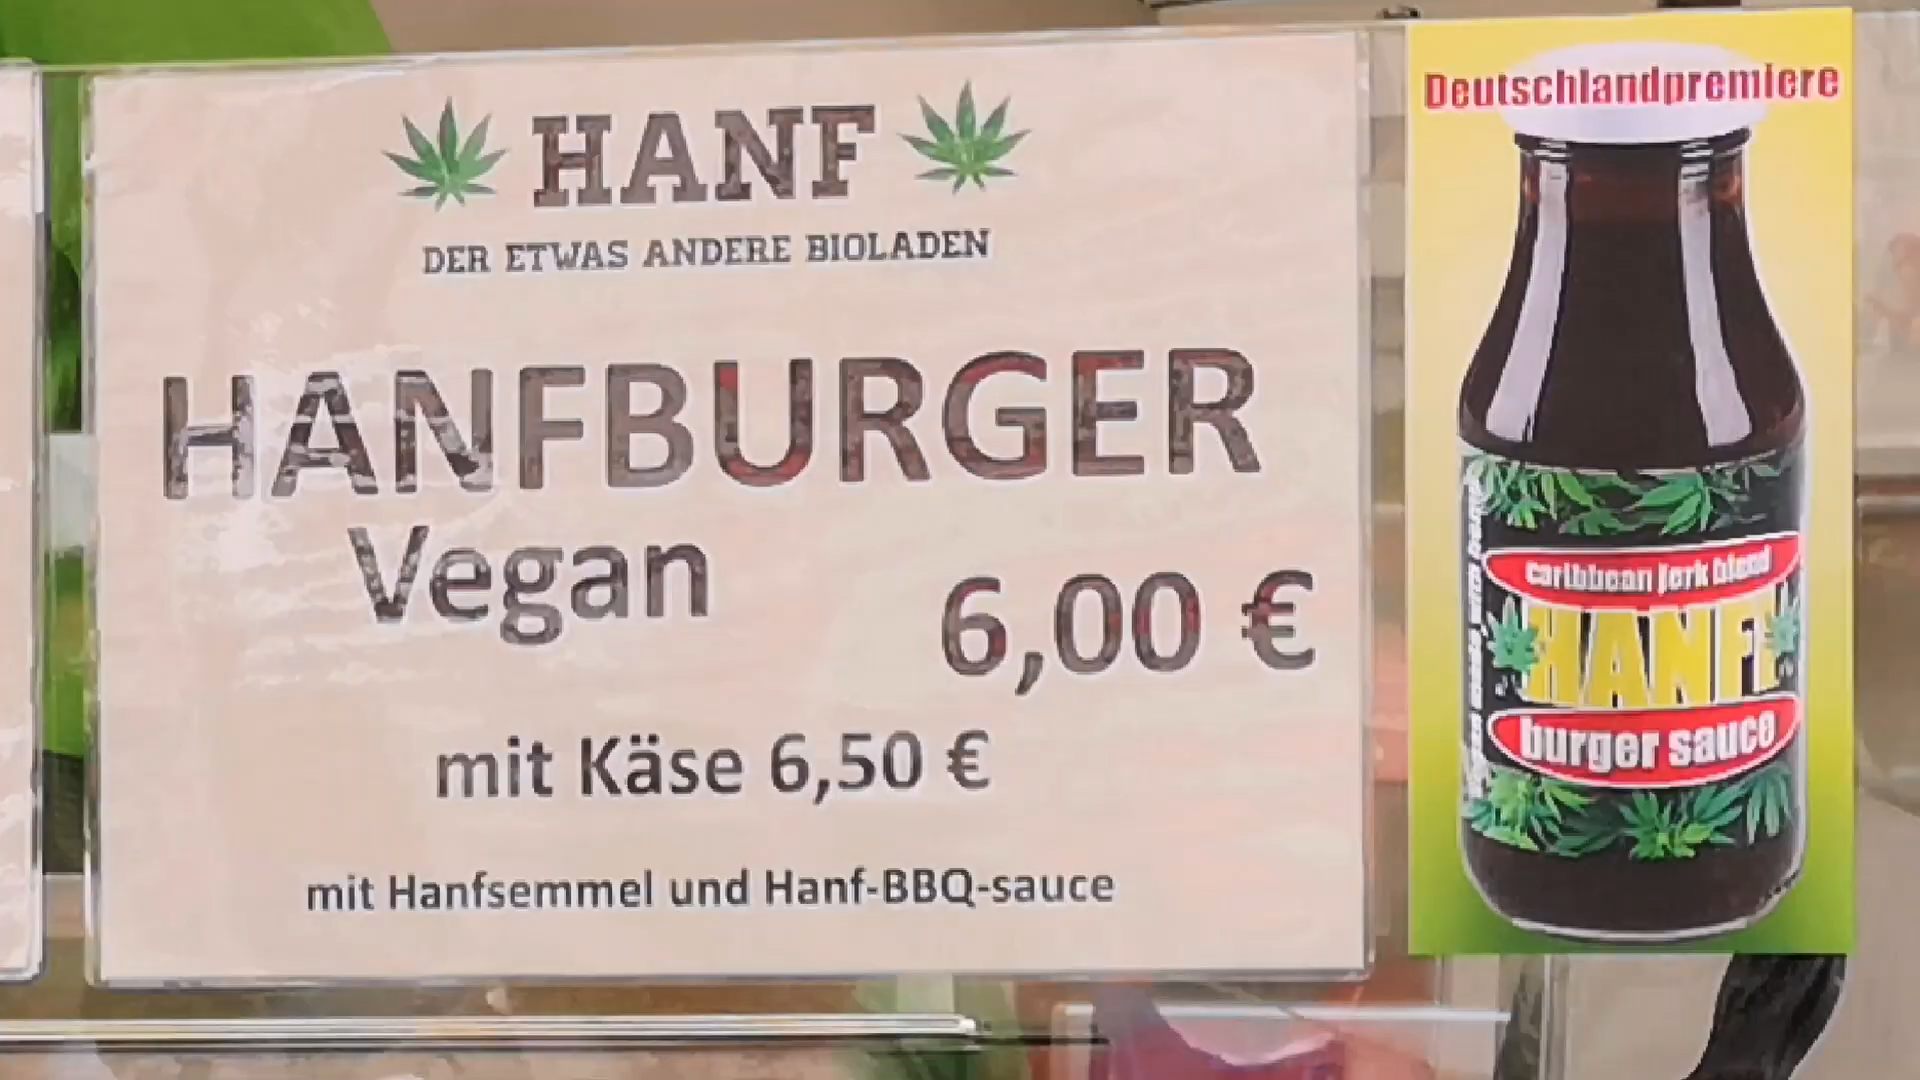 HANF
DER ETWAS ANDERE BIOLADEN
HANFBURGER
Vegan
6,00 €
mit Käse 6,50 €
mit Hanfsemmel und Hanf-BBQ-sauce
Deutschlandpremiere
caribbean jerk blend
HANFI
burger sauce